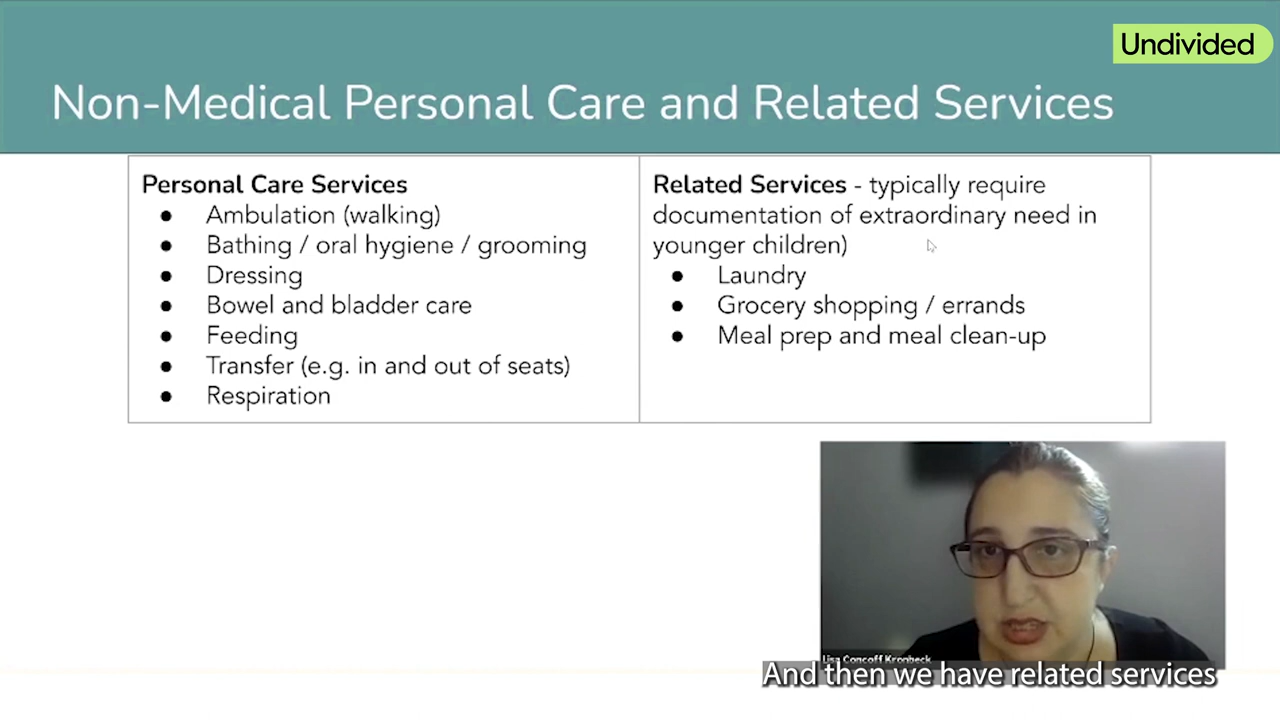 Undivided
Non-Medical Personal Care and Related Services
Personal Care Services
● Ambulation (walking)
● Bathing / oral hygiene / grooming
● Dressing
● Bowel and bladder care
● Feeding
● Transfer (e.g. in and out of seats)
● Respiration
Related Services - typically require
documentation of extraordinary need in
younger children)
● Laundry
● Grocery shopping / errands
● Meal prep and meal clean-up
Lisa Concoff Kronbeck
And then we have related services